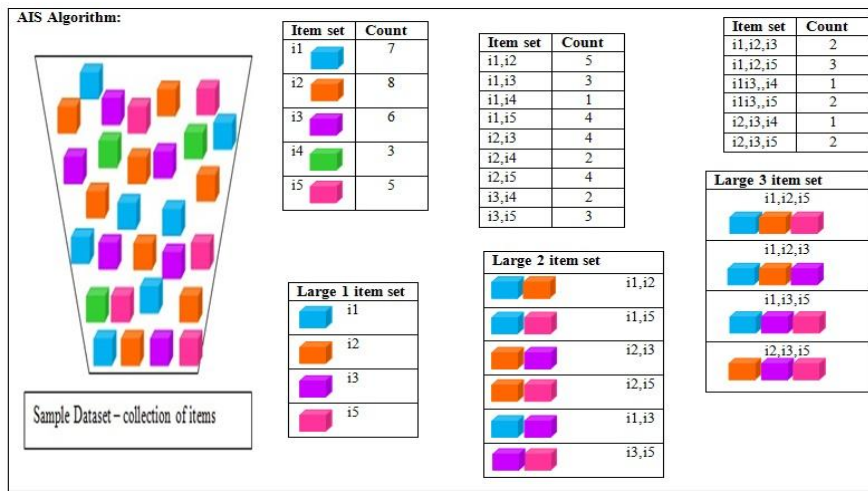 AIS Algorithm:
Sample Dataset – collection of items
Item set Count
i1 7
i2 8
i3 6
i4 3
i5 5
Large 1 item set
i1
i2
i3
i5
Item set Count
i1,i2 5
i1,i3 3
i1,i4 1
i1,i5 4
i2,i3 4
i2,i4 2
i2,i5 4
i3,i4 2
i3,i5 3
Large 2 item set
i1,i2
i1,i5
i2,i3
i2,i5
i1,i3
i3,i5
Item set Count
i1,i2,i3 2
i1,i2,i5 3
i1i3,,i4 1
i1i3,,i5 2
i2,i3,i4 1
i2,i3,i5 2
Large 3 item set
i1,i2,i5
i1,i2,i3
i1,i3,i5
i2,i3,i5